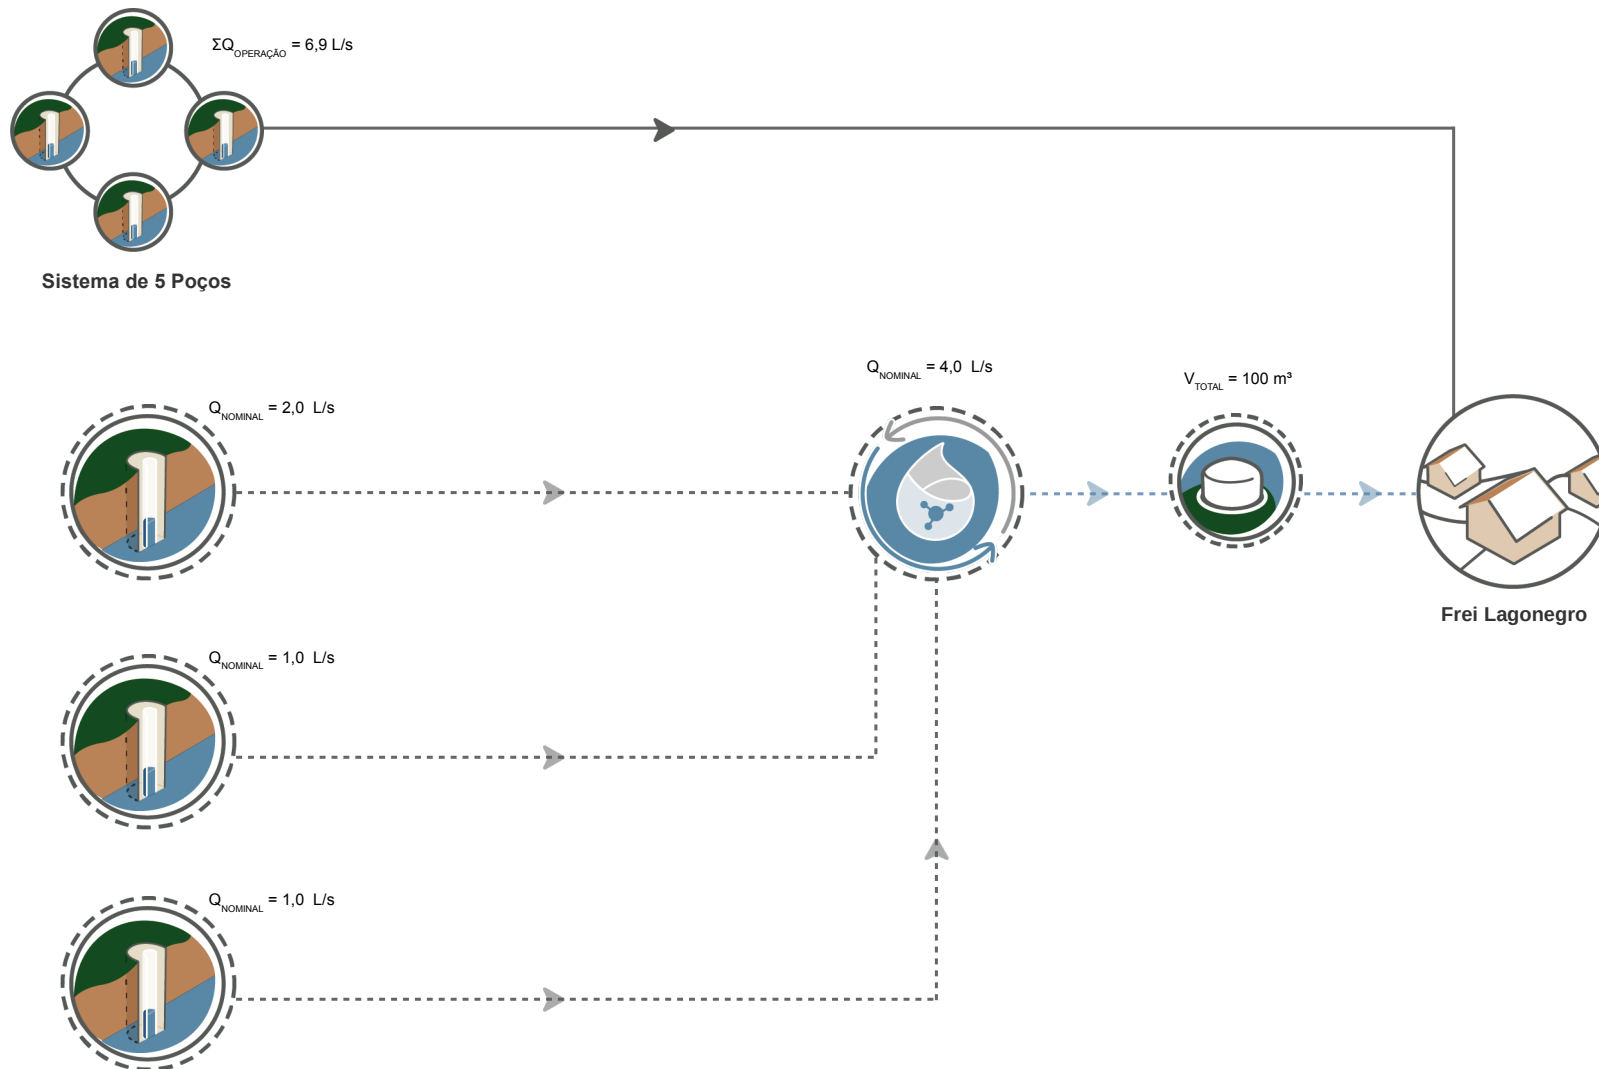 ΣQOPERAÇÃO = 6,9 L/s
Sistema de 5 Poços
QNOMINAL = 4,0 L/s
VTOTAL = 100 m³
QNOMINAL = 2,0 L/s
Frei Lagonegro
QNOMINAL = 1,0 L/s
QNOMINAL = 1,0 L/s